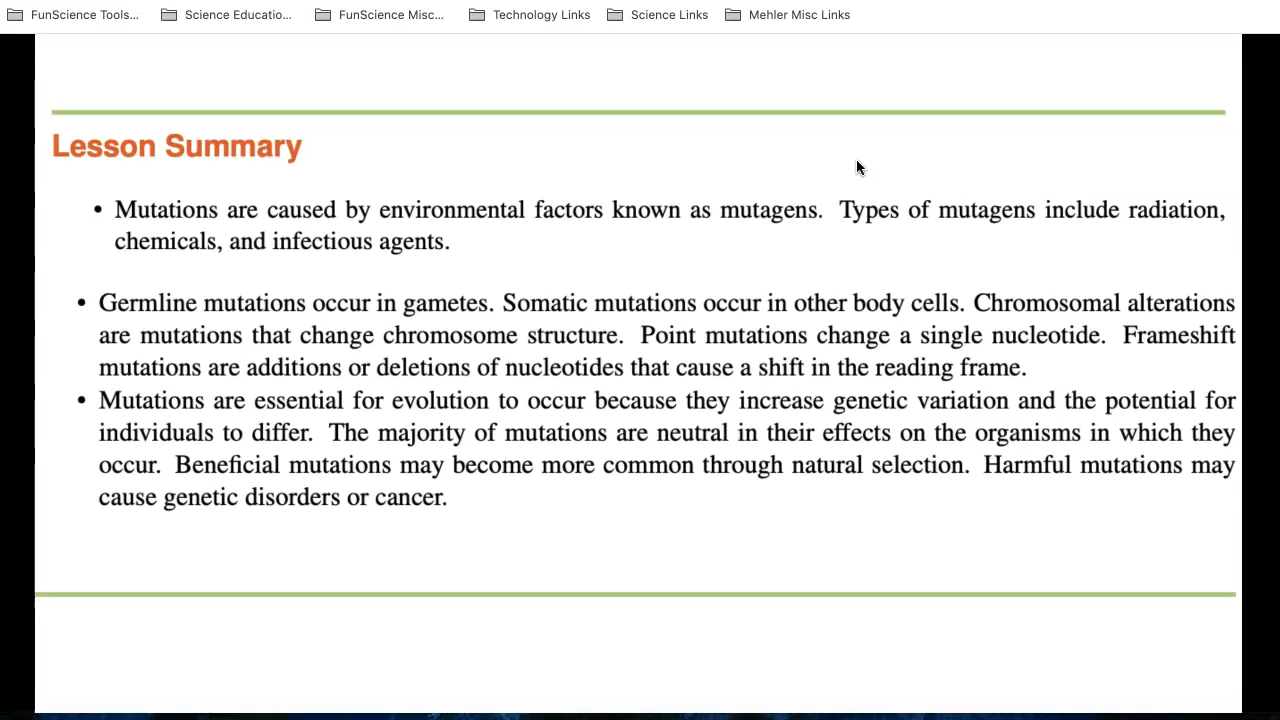 FunScience Tools... Science Educatio... FunScience Misc... Technology Links Science Links Mehler Misc Links
Lesson Summary
• Mutations are caused by environmental factors known as mutagens. Types of mutagens include radiation,
chemicals, and infectious agents.
• Germline mutations occur in gametes. Somatic mutations occur in other body cells. Chromosomal alterations
are mutations that change chromosome structure. Point mutations change a single nucleotide. Frameshift
mutations are additions or deletions of nucleotides that cause a shift in the reading frame.
• Mutations are essential for evolution to occur because they increase genetic variation and the potential for
individuals to differ. The majority of mutations are neutral in their effects on the organisms in which they
occur. Beneficial mutations may become more common through natural selection. Harmful mutations may
cause genetic disorders or cancer.